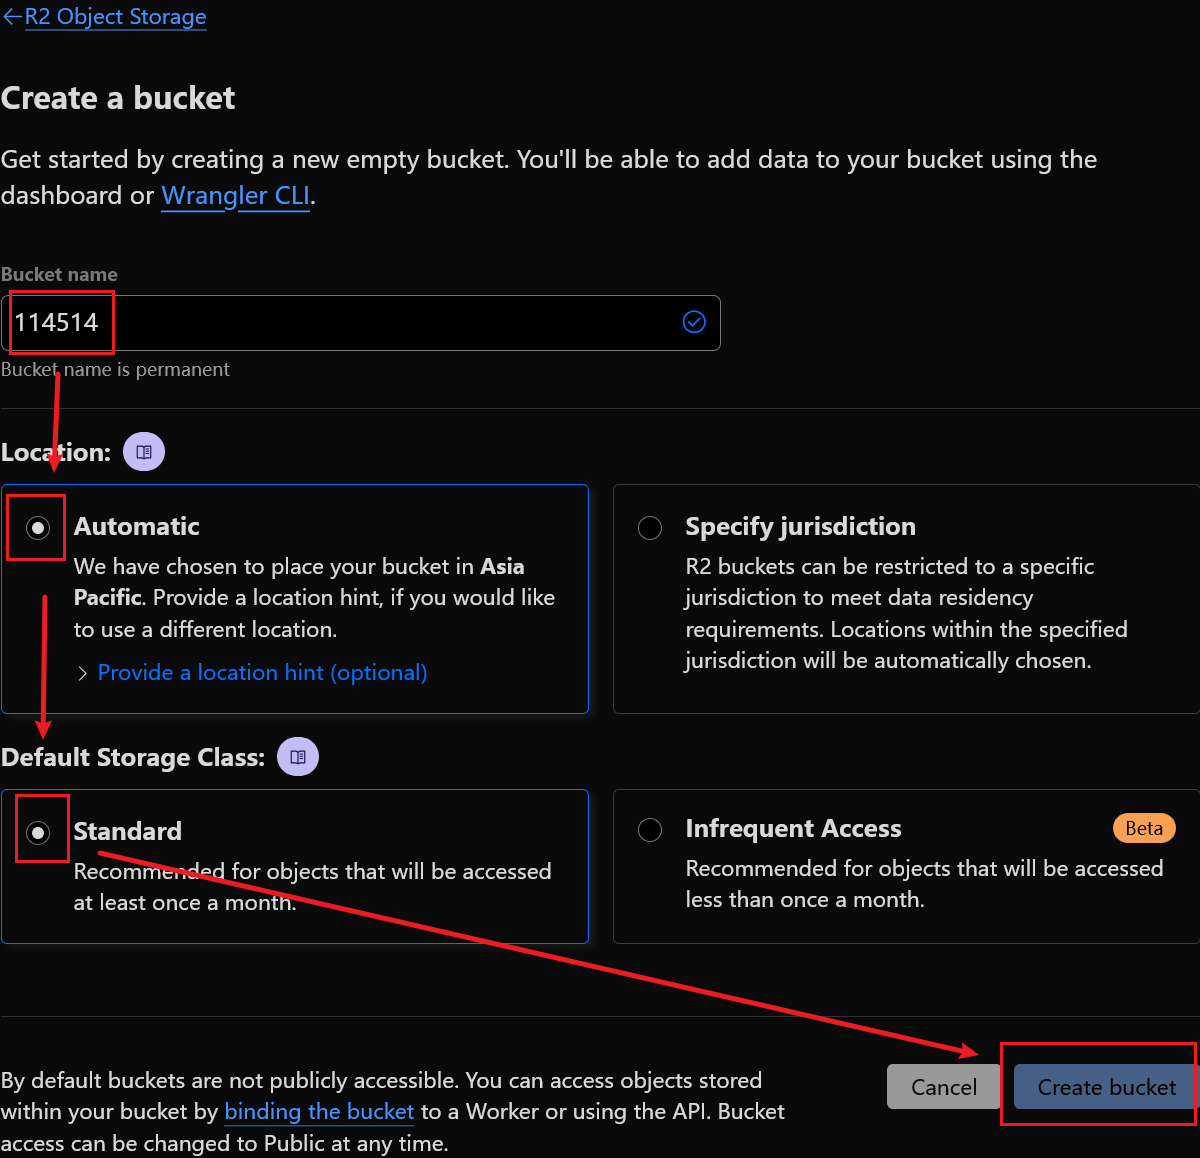 ←R2 Object Storage
Create a bucket
Get started by creating a new empty bucket. You'll be able to add data to your bucket using the
dashboard or Wrangler CLI.
Bucket name
114514
Bucket name is permanent
Location:
Automatic
We have chosen to place your bucket in Asia
Pacific. Provide a location hint, if you would like
to use a different location.
Provide a location hint (optional)
Specify jurisdiction
R2 buckets can be restricted to a specific
jurisdiction to meet data residency
requirements. Locations within the specified
jurisdiction will be automatically chosen.
Default Storage Class:
Standard
Recommended for objects that will be accessed
at least once a month.
Infrequent Access
Beta
Recommended for objects that will be accessed
less than once a month.
By default buckets are not publicly accessible. You can access objects stored
within your bucket by binding the bucket to a Worker or using the API. Bucket
access can be changed to Public at any time.
Cancel
Create bucket